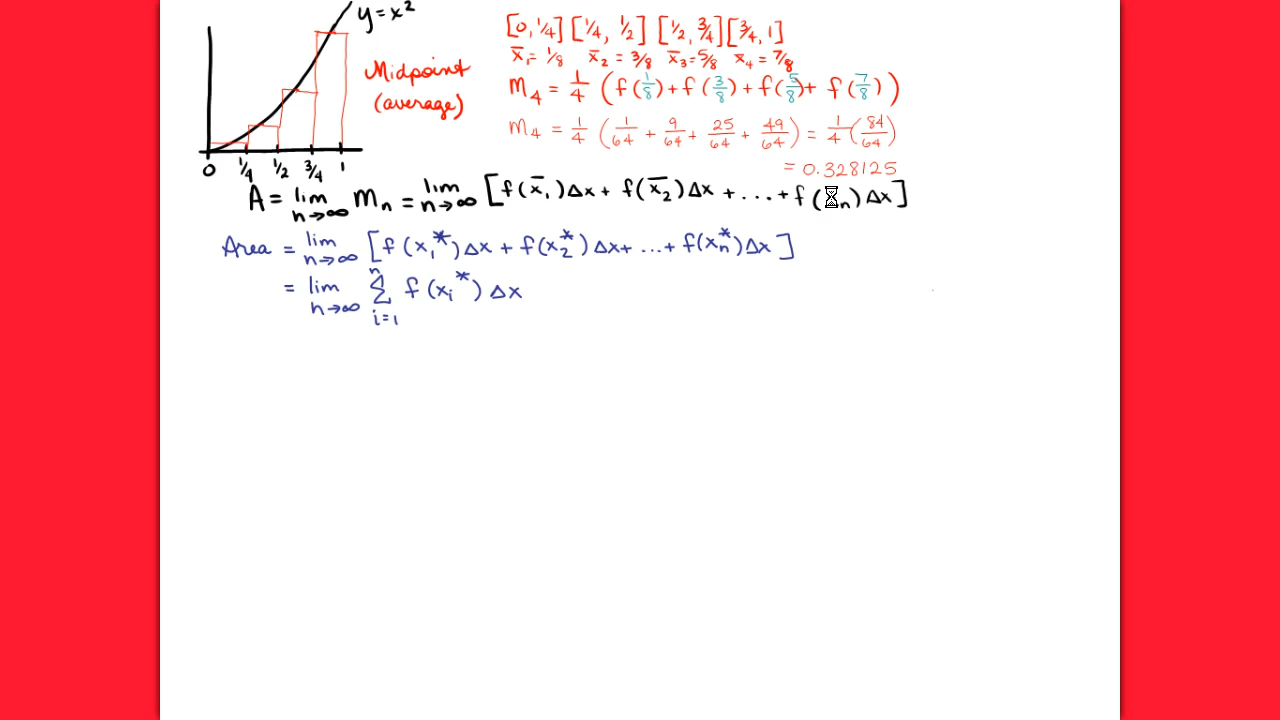 y = x²
Midpoint
(average)
0 1/4 1/2 3/4 1
[0, 1/4] [1/4, 1/2] [1/2, 3/4] [3/4, 1]
x̄₁ = 1/8 x̄₂ = 3/8 x̄₃ = 5/8 x̄₄ = 7/8
M₄ = 1/4 (f(1/8) + f(3/8) + f(5/8) + f(7/8))
M₄ = 1/4 (1/64 + 9/64 + 25/64 + 49/64) = 1/4 (84/64)
= 0.328125
A = lim n→∞ Mn = lim n→∞ [f(x̄₁)Δx + f(x̄₂)Δx + ... + f( n)Δx]
Area = lim n→∞ [f(x₁*)Δx + f(x₂*)Δx + ... + f(xn*)Δx]
= lim n→∞ n Σ i=1 f(xi*)Δx